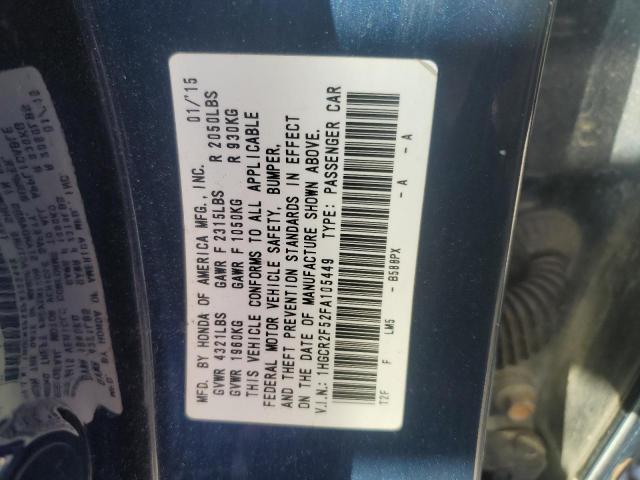 MFD. BY HONDA OF AMERICA MFG., INC. 01/'15
GVWR 4321LBS GAWR F 2315LBS R 2050LBS
GVWR 1960KG GAWR F 1050KG R 930KG
THIS VEHICLE CONFORMS TO ALL APPLICABLE
FEDERAL MOTOR VEHICLE SAFETY, BUMPER,
AND THEFT PREVENTION STANDARDS IN EFFECT
ON THE DATE OF MANUFACTURE SHOWN ABOVE.
V.I.N.: 1HGCR2F52FA105449 TYPE: PASSENGER CAR
T2F F LM5 - B588PX - A - A